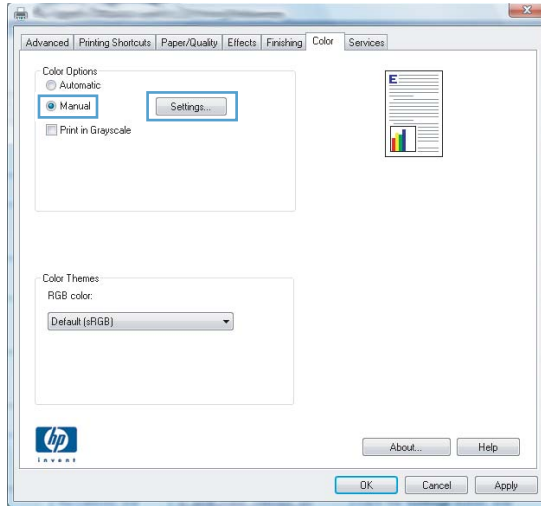 Advanced Printing Shortcuts Paper/Quality Effects Finishing Color Services
Color Options
Automatic
Manual
Settings...
Print in Grayscale
E
Color Themes
RGB color:
Default (sRGB)
hp
invent
About... Help
OK Cancel Apply